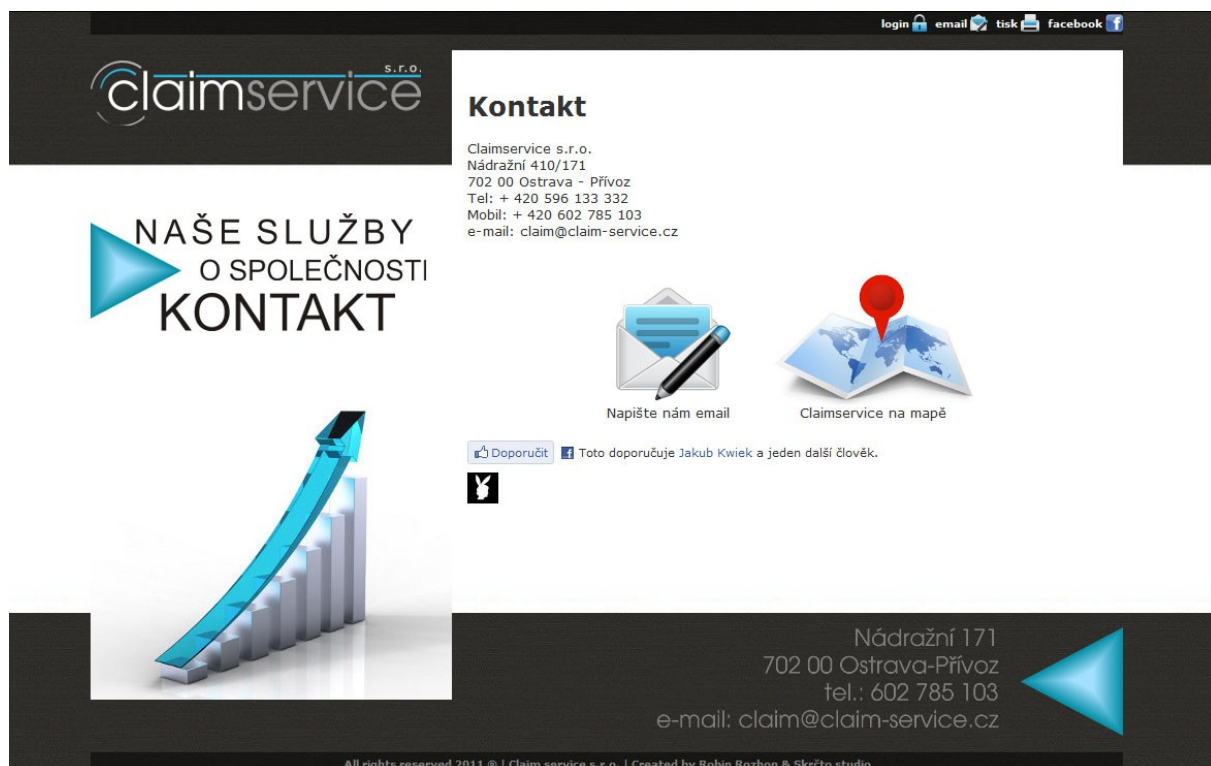 login email tisk facebook
s.r.o.
claimservice
Kontakt
Claimservice s.r.o.
Nádražní 410/171
702 00 Ostrava - Přívoz
Tel: + 420 596 133 332
Mobil: + 420 602 785 103
e-mail: claim@claim-service.cz
NAŠE SLUŽBY
O SPOLEČNOSTI
KONTAKT
Napište nám email
Claimservice na mapě
Doporučit
Toto doporučuje Jakub Kwiek a jeden další člověk.
Nádražní 171
702 00 Ostrava-Přívoz
tel.: 602 785 103
e-mail: claim@claim-service.cz
All rights reserved 2011 ® | Claim service s.r.o. | Created by Robin Rozhon & Skrčto studio